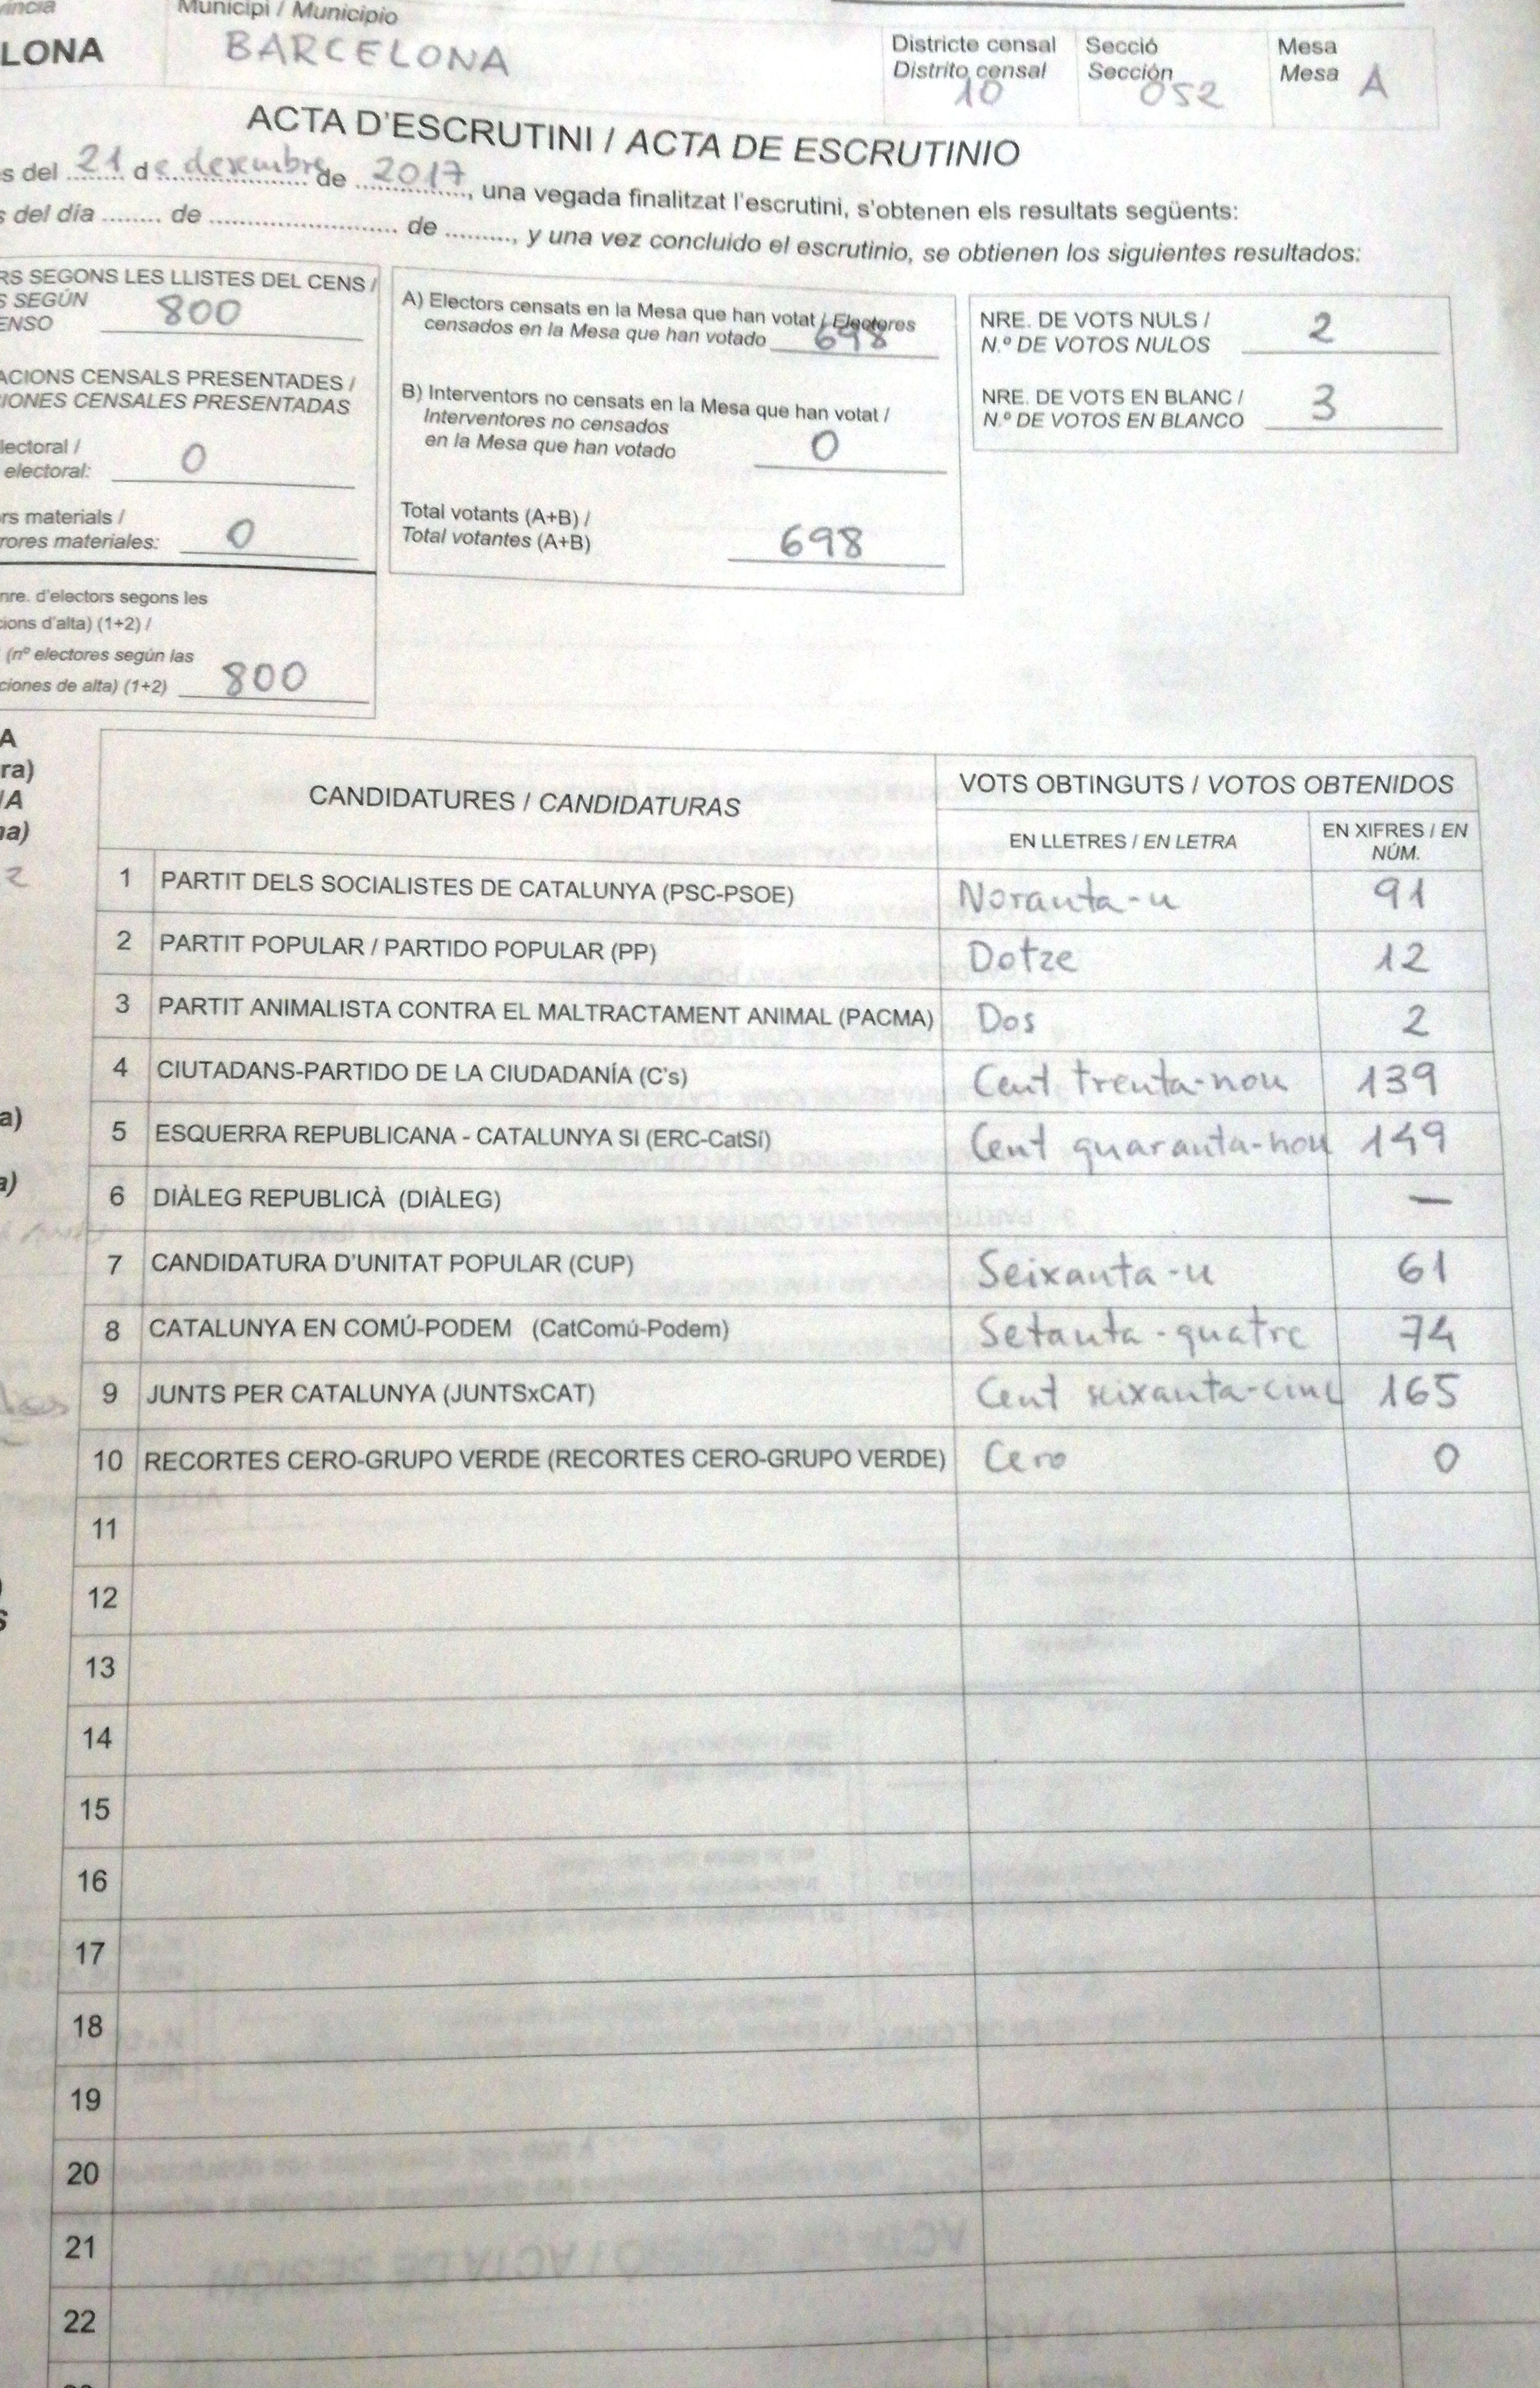 Municipi / Municipio
LONA BARCELONA
Districte censal Secció Mesa
Distrito censal Sección Mesa A
10 052
ACTA D'ESCRUTINI / ACTA DE ESCRUTINIO
s del 21 de desembre de 2017, una vegada finalitzat l'escrutini, s'obtenen els resultats següents:
s del día ........ de ............................ de ........., y una vez concluido el escrutinio, se obtienen los siguientes resultados:
RS SEGONS LES LLISTES DEL CENS /
S SEGÚN
ENSO 800
ACIONS CENSALS PRESENTADES /
IONES CENSALES PRESENTADAS
lectoral /
electoral: 0
rs materials /
rores materiales: 0
nre. d'electors segons les
cions d'alta) (1+2) /
(nº electores según las
ciones de alta) (1+2) 800
A) Electors censats en la Mesa que han votat / Electores
censados en la Mesa que han votado 698
B) Interventors no censats en la Mesa que han votat /
Interventores no censados
en la Mesa que han votado 0
Total votants (A+B) /
Total votantes (A+B) 698
NRE. DE VOTS NULS /
N.º DE VOTOS NULOS 2
NRE. DE VOTS EN BLANC /
N.º DE VOTOS EN BLANCO 3
A
ra)
/A
na)
2
a)
a)
CANDIDATURES / CANDIDATURAS
VOTS OBTINGUTS / VOTOS OBTENIDOS
EN LLETRES / EN LETRA
EN XIFRES / EN
NÚM.
1 PARTIT DELS SOCIALISTES DE CATALUNYA (PSC-PSOE) Noranta-u 91
2 PARTIT POPULAR / PARTIDO POPULAR (PP) Dotze 12
3 PARTIT ANIMALISTA CONTRA EL MALTRACTAMENT ANIMAL (PACMA) Dos 2
4 CIUTADANS-PARTIDO DE LA CIUDADANÍA (C's) Cent trenta-nou 139
5 ESQUERRA REPUBLICANA - CATALUNYA SI (ERC-CatSí) Cent quaranta-nou 149
6 DIÀLEG REPUBLICÀ (DIÀLEG) —
7 CANDIDATURA D'UNITAT POPULAR (CUP) Seixanta-u 61
8 CATALUNYA EN COMÚ-PODEM (CatComú-Podem) Setanta-quatre 74
9 JUNTS PER CATALUNYA (JUNTSxCAT) Cent seixanta-cinc 165
10 RECORTES CERO-GRUPO VERDE (RECORTES CERO-GRUPO VERDE) Cero 0
11
12
13
14
15
16
17
18
19
20
21
22